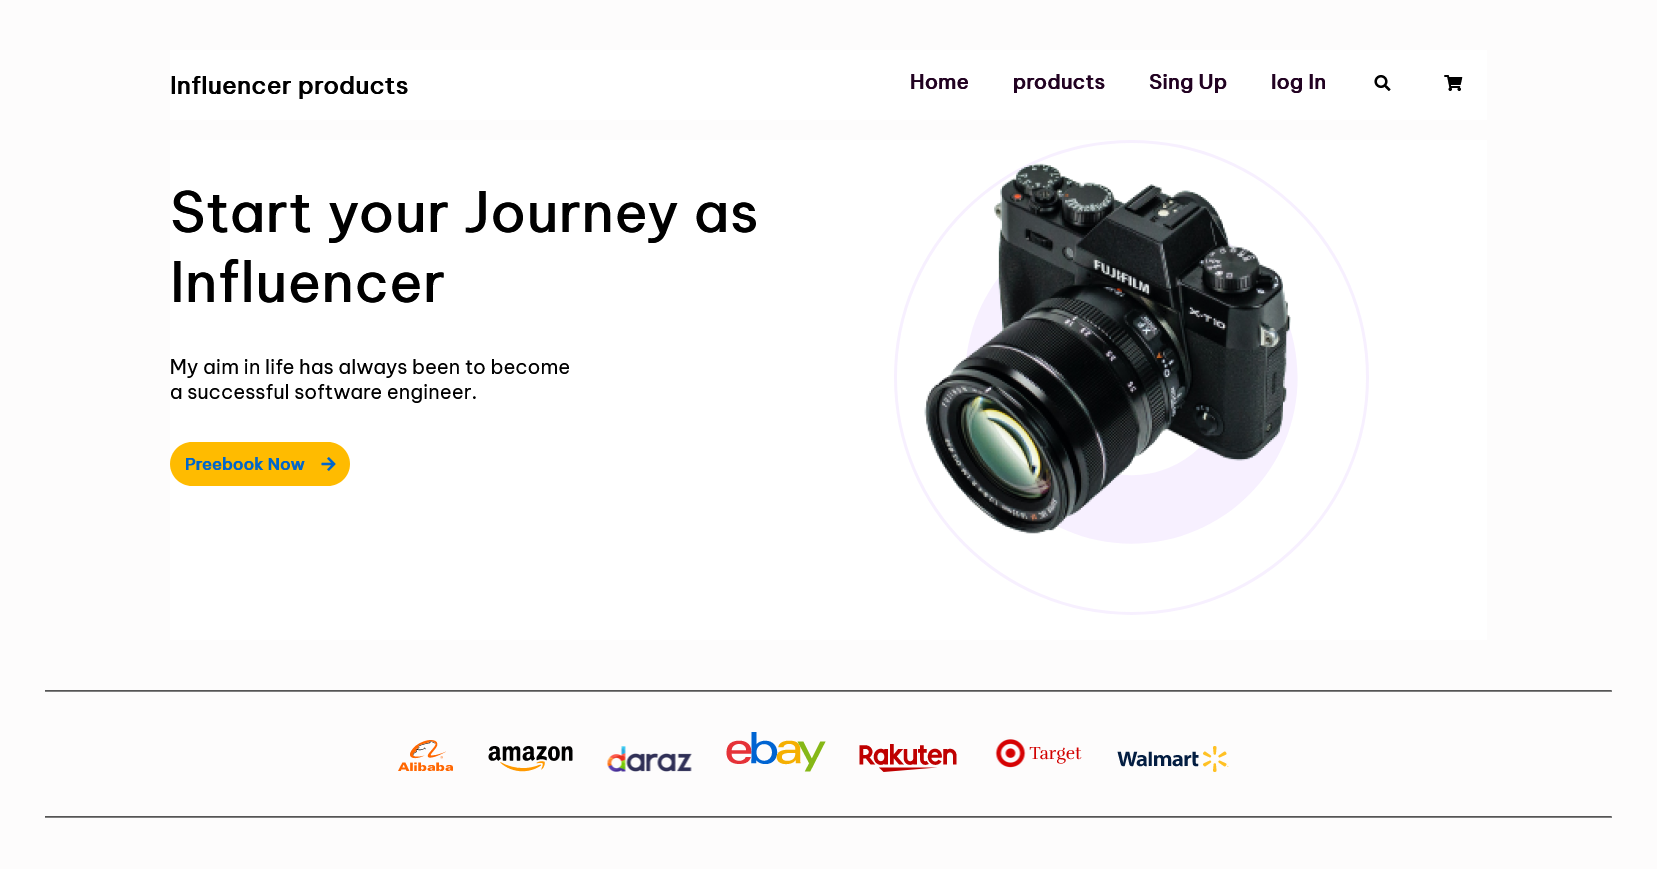 Influencer products
Home products Sing Up log In
Start your Journey as
Influencer
My aim in life has always been to become
a successful software engineer.
Preebook Now
FUJIFILM
X-T10
XF
Alibaba
amazon
daraz
ebay
Rakuten
Target
Walmart